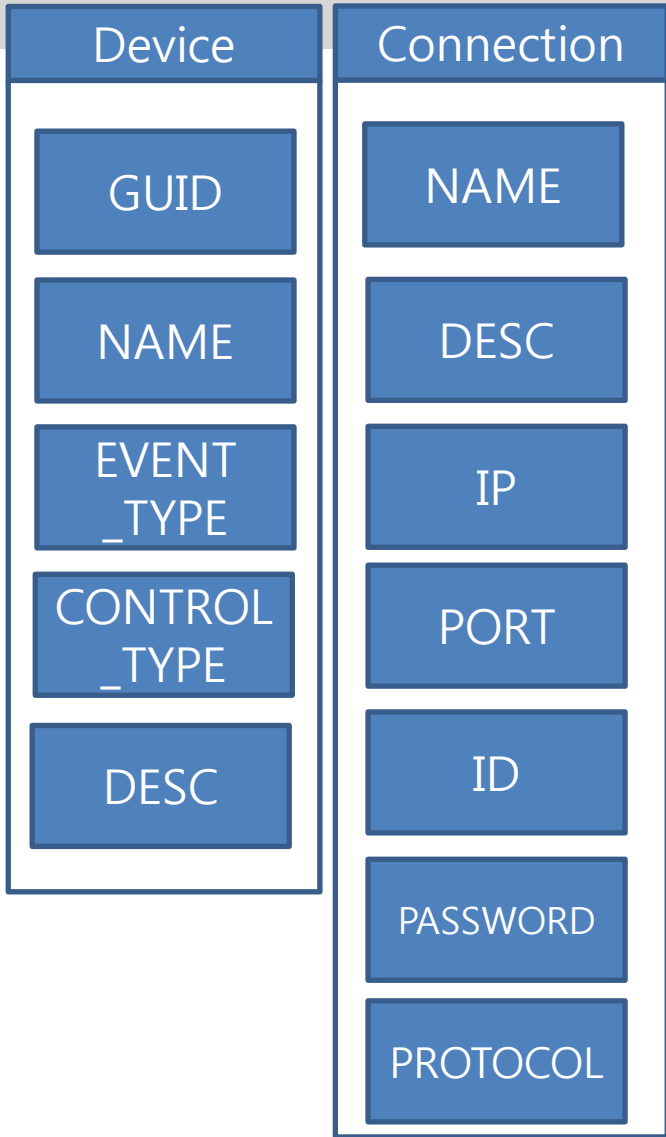 Device
GUID
NAME
EVENT
_TYPE
CONTROL
_TYPE
DESC
Connection
NAME
DESC
IP
PORT
ID
PASSWORD
PROTOCOL